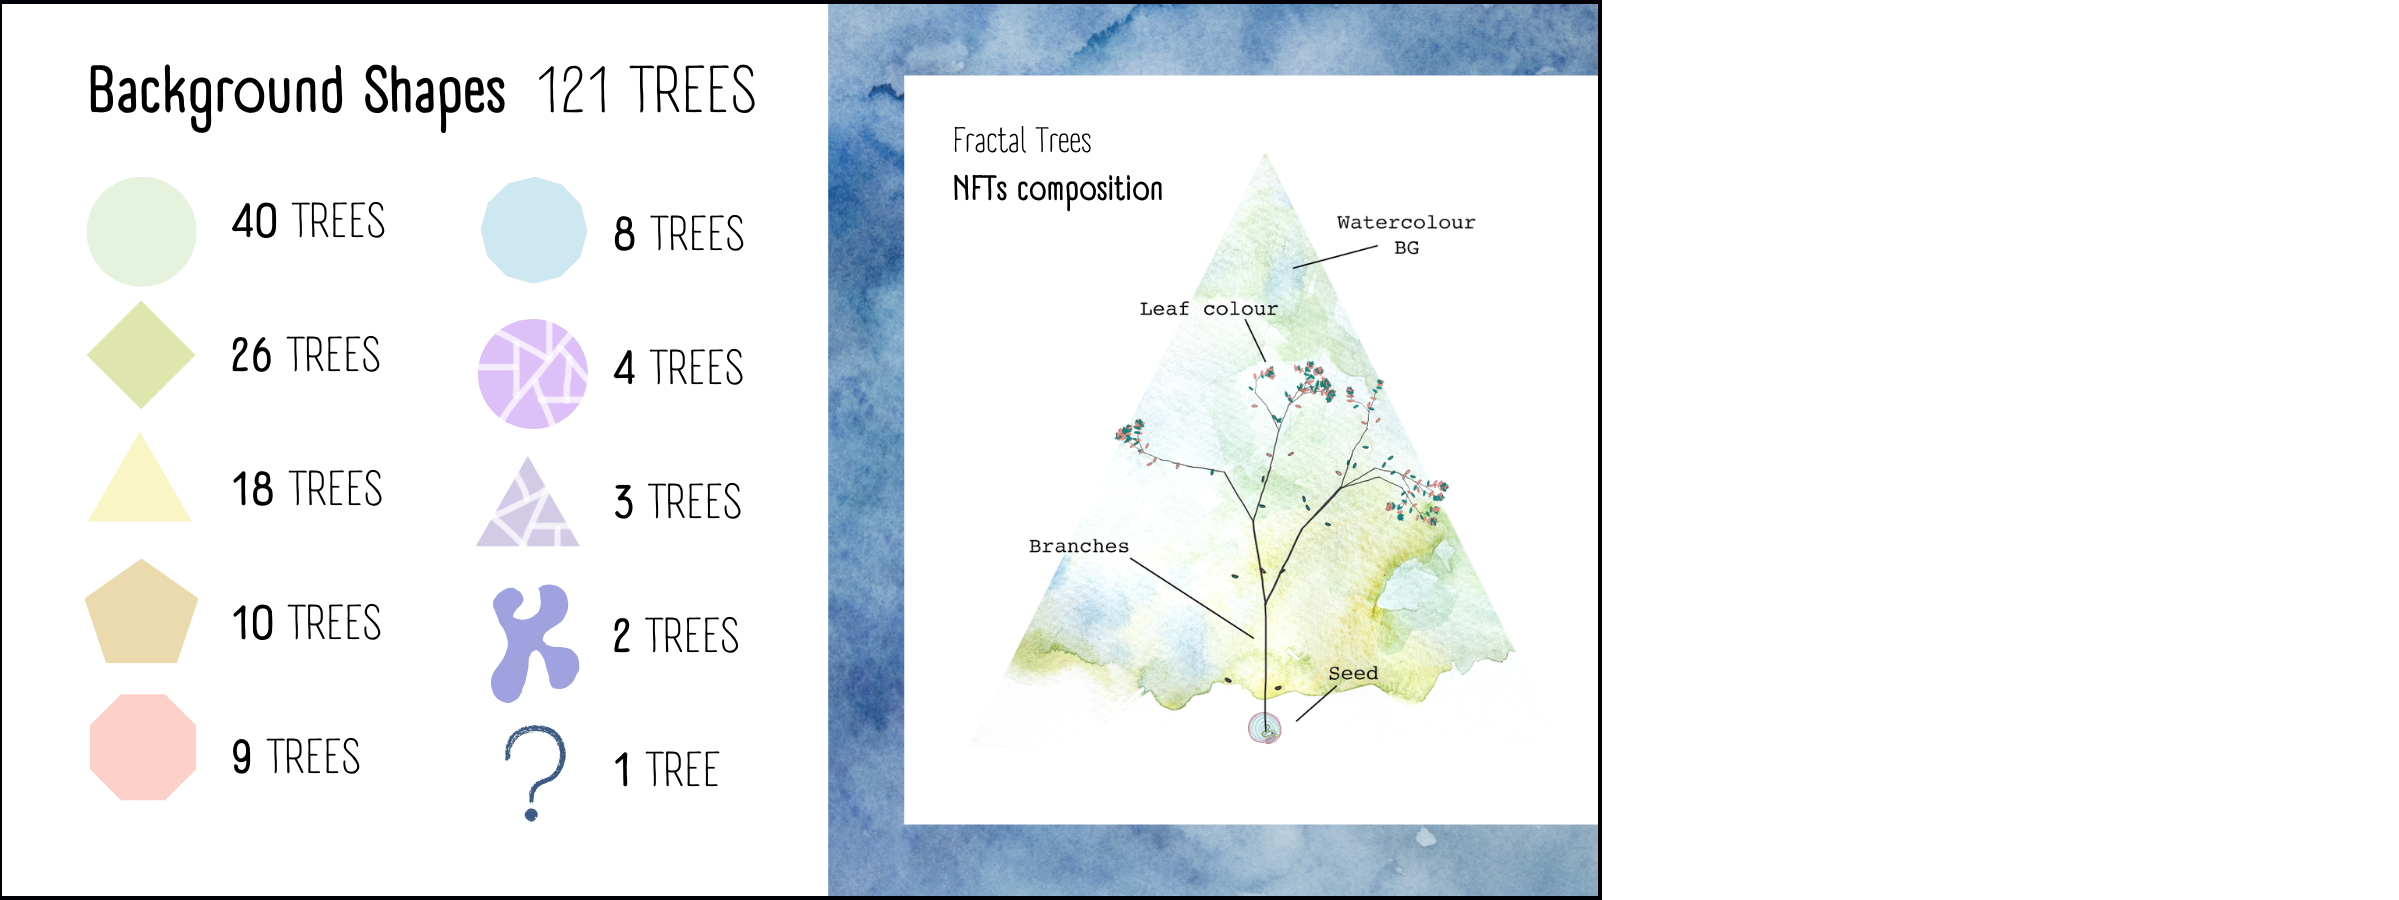 Background Shapes 121 TREES
40 TREES
26 TREES
18 TREES
10 TREES
9 TREES
8 TREES
4 TREES
3 TREES
2 TREES
?
1 TREE
Fractal Trees
NFTs composition
Watercolour
BG
Leaf colour
Branches
Seed